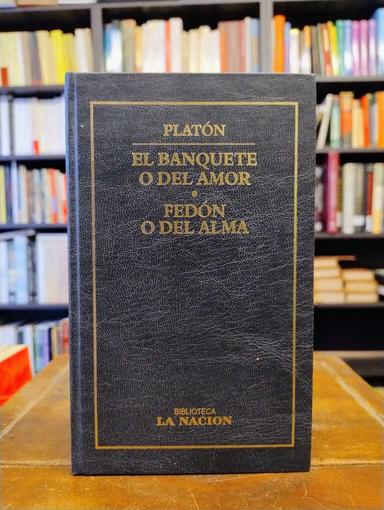 PLATÓN
EL BANQUETE
O DEL AMOR
•
FEDÓN
O DEL ALMA
BIBLIOTECA
LA NACION